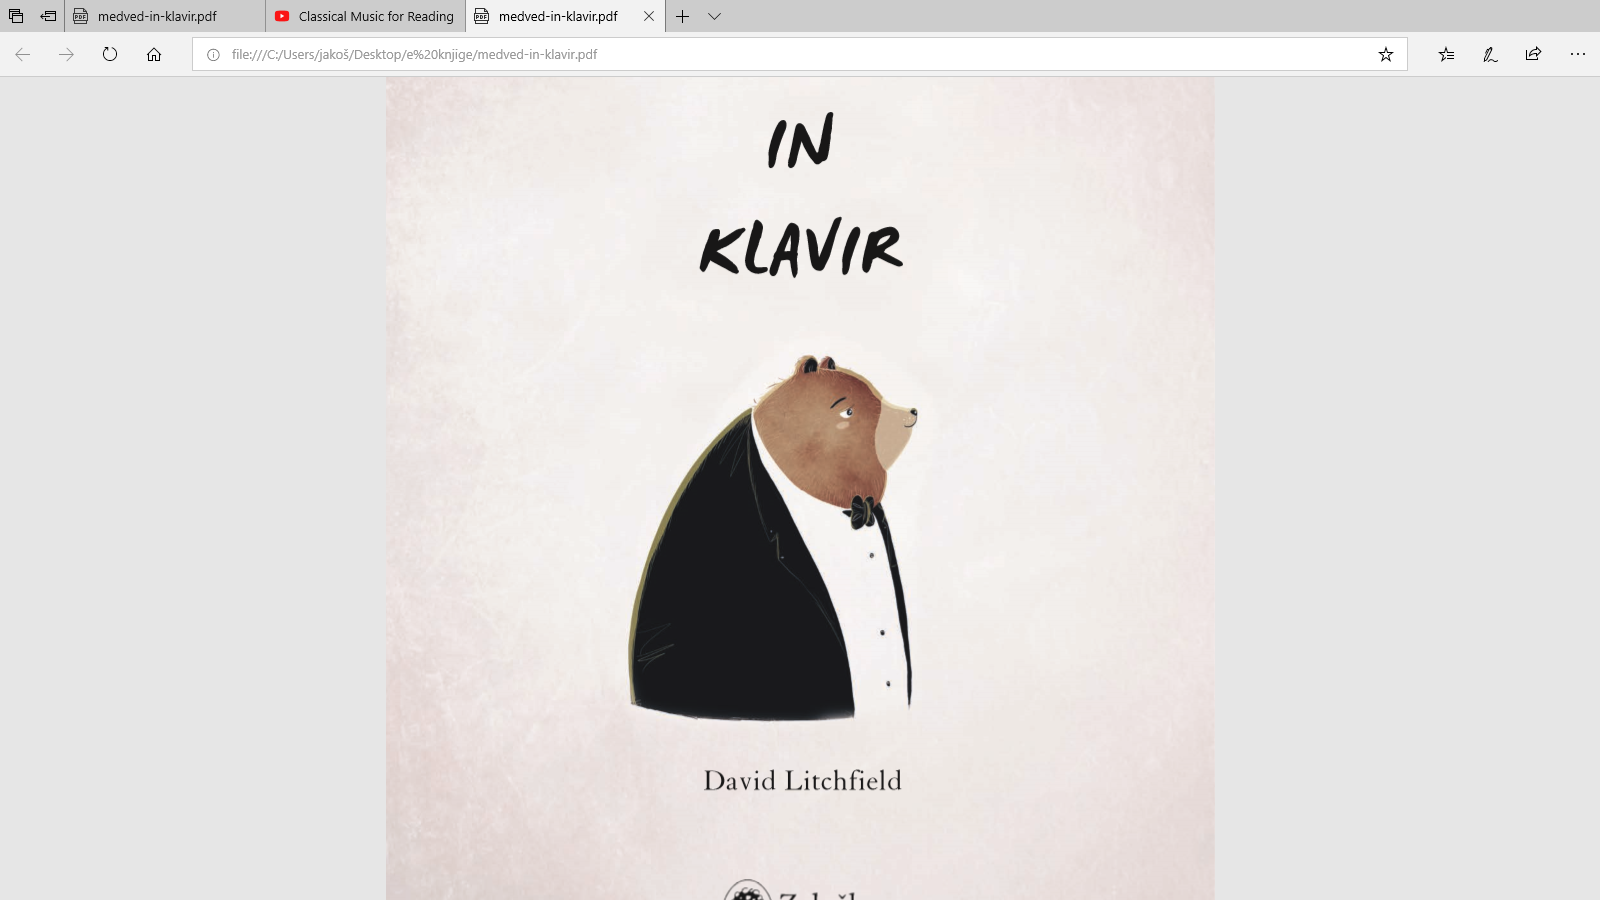 medved-in-klavir.pdf
Classical Music for Reading
medved-in-klavir.pdf
file:///C:/Users/jakoš/Desktop/e%20knjige/medved-in-klavir.pdf
IN
KLAVIR
David Litchfield